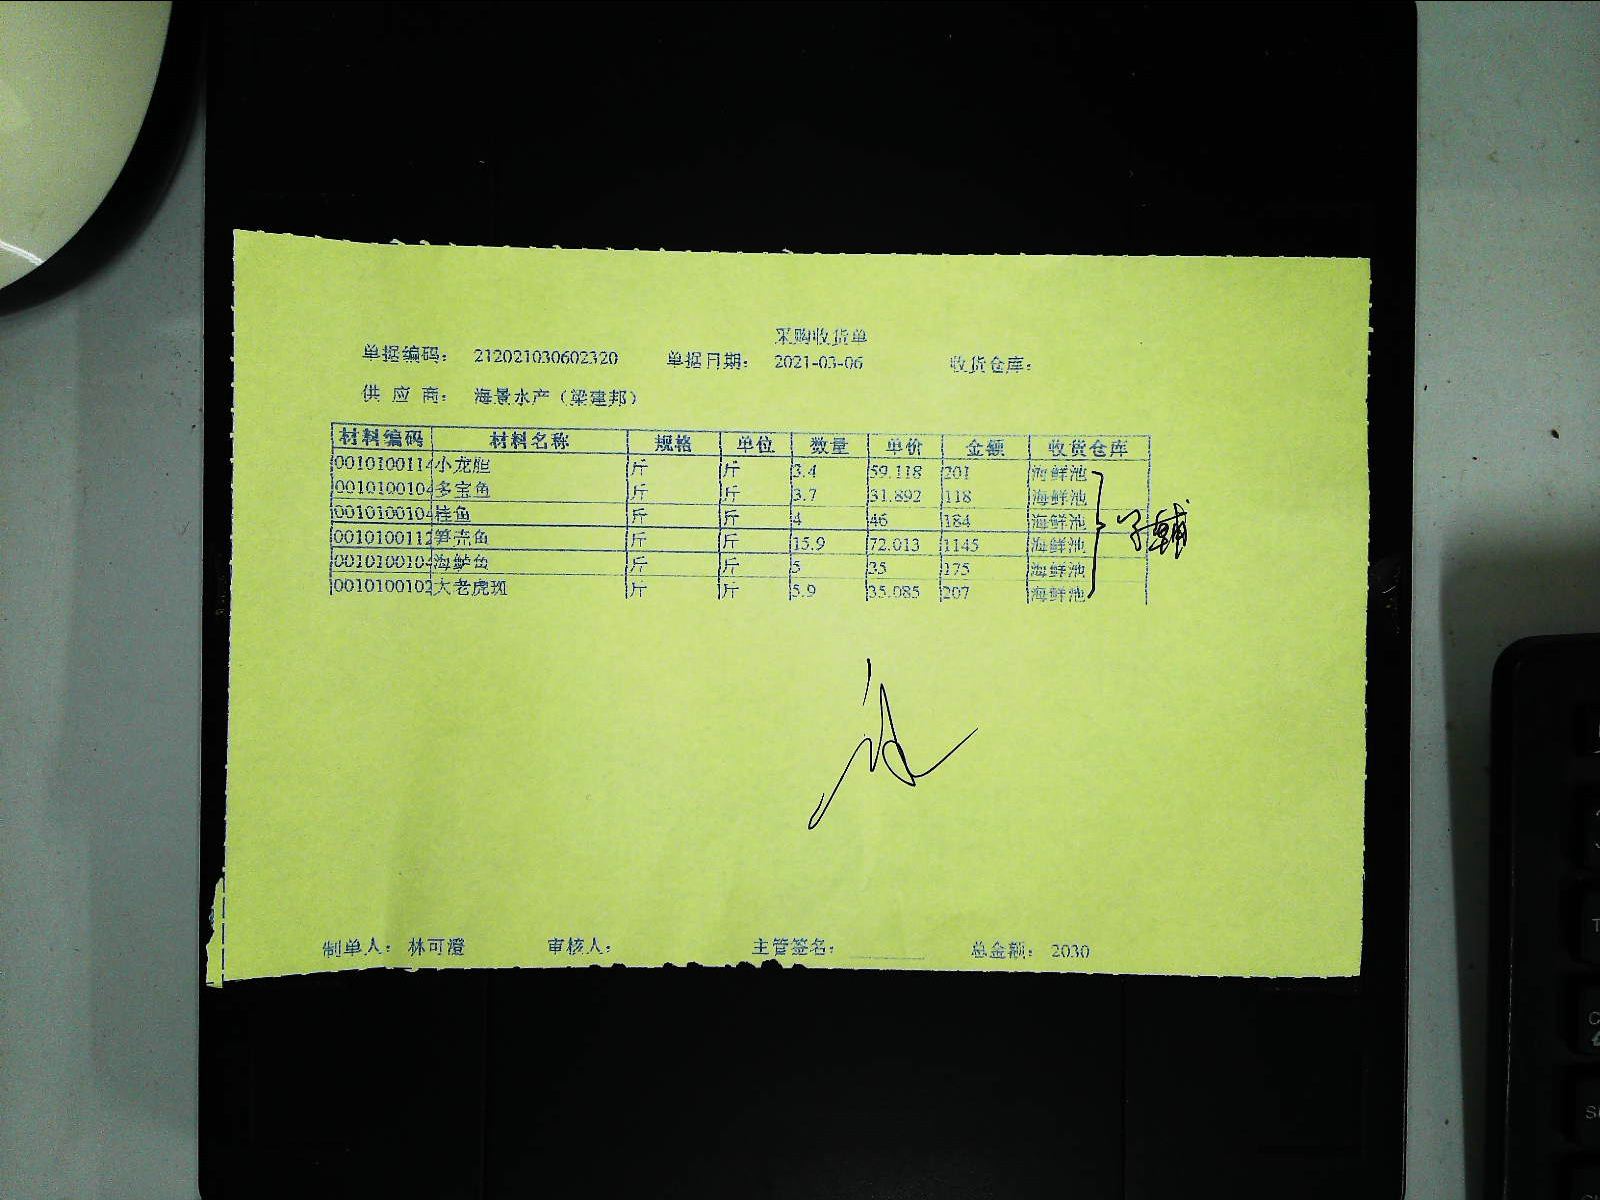 采购收货单
单据编码： 212021030602320 单据日期： 2021-03-06 收货仓库：
供 应 商： 海景水产（梁建邦）
材料编码 材料名称 规格 单位 数量 单价 金额 收货仓库
0010100114 小龙胆 斤 斤 3.4 59.118 201 海鲜池
0010100104 多宝鱼 斤 斤 3.7 31.892 118 海鲜池
0010100104 桂鱼 斤 斤 4 46 184 海鲜池
0010100112 笋壳鱼 斤 斤 15.9 72.013 1145 海鲜池
0010100104 海鲈鱼 斤 斤 5 35 175 海鲜池
0010100102 大老虎斑 斤 斤 5.9 35.085 207 海鲜池
制单人： 林可澄 审核人： 主管签名： 总金额： 2030